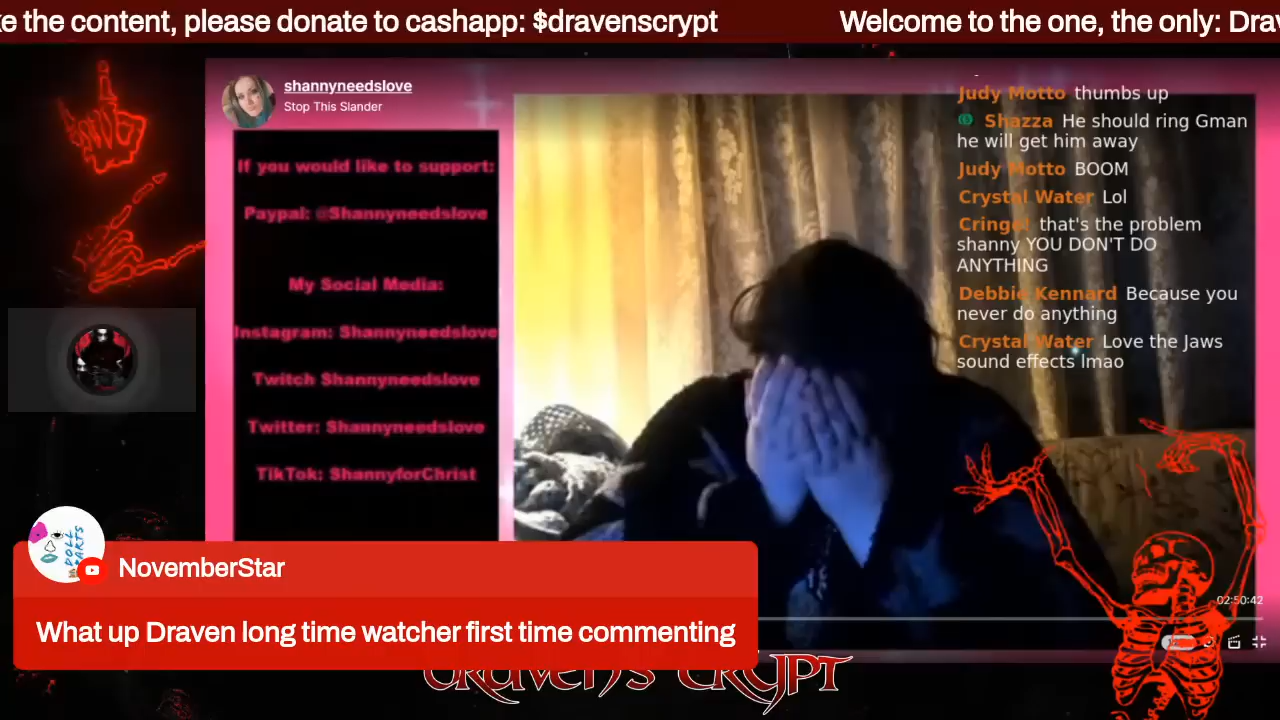 e the content, please donate to cashapp: $dravenscrypt
Welcome to the one, the only:
shannyneedslove
Stop This Slander
If you would like to support:
Paypal: @Shannyneedslove
My Social Media:
Instagram: Shannyneedslove
Twitch Shannyneedslove
Twitter: Shannyneedslove
TikTok: ShannyforChrist
Judy Motto thumbs up
Shazza He should ring Gman
he will get him away
Judy Motto BOOM
Crystal Water Lol
Cringe! that's the problem
shanny YOU DON'T DO
ANYTHING
Debbie Kennard Because you
never do anything
Crystal Water Love the Jaws
sound effects lmao
02:50:42
DOLL
PARTS
NovemberStar
What up Draven long time watcher first time commenting
DRAVEN'S CRYPT